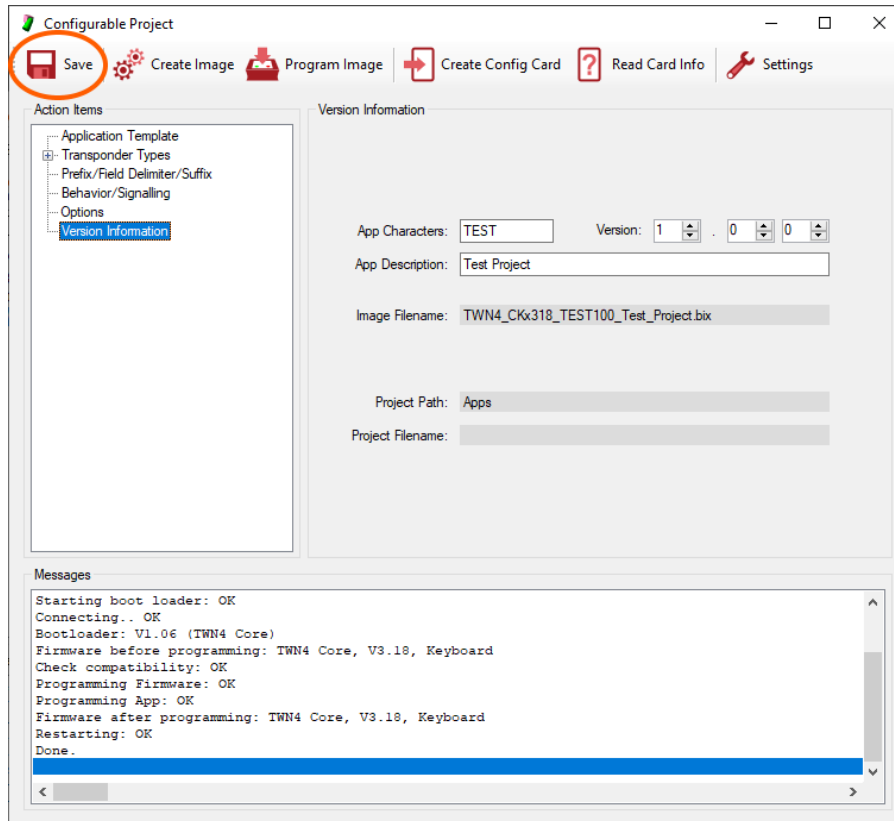 Configurable Project
Save Create Image Program Image Create Config Card ? Read Card Info Settings
Action Items
Application Template
Transponder Types
Prefix/Field Delimiter/Suffix
Behavior/Signalling
Options
Version Information
Version Information
App Characters: TEST Version: 1 . 0 0
App Description: Test Project
Image Filename: TWN4_CKx318_TEST100_Test_Project.bix
Project Path: Apps
Project Filename:
Messages
Starting boot loader: OK
Connecting.. OK
Bootloader: V1.06 (TWN4 Core)
Firmware before programming: TWN4 Core, V3.18, Keyboard
Check compatibility: OK
Programming Firmware: OK
Programming App: OK
Firmware after programming: TWN4 Core, V3.18, Keyboard
Restarting: OK
Done.